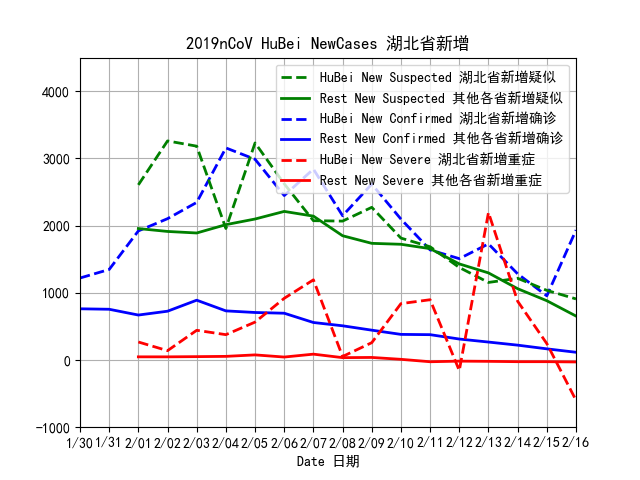 2019nCoV HuBei NewCases 湖北省新增
HuBei New Suspected 湖北省新增疑似
Rest New Suspected 其他各省新增疑似
HuBei New Confirmed 湖北省新增确诊
Rest New Confirmed 其他各省新增确诊
HuBei New Severe 湖北省新增重症
Rest New Severe 其他各省新增重症
4000
3000
2000
1000
0
−1000
1/30 1/31 2/01 2/02 2/03 2/04 2/05 2/06 2/07 2/08 2/09 2/10 2/11 2/12 2/13 2/14 2/15 2/16
Date 日期